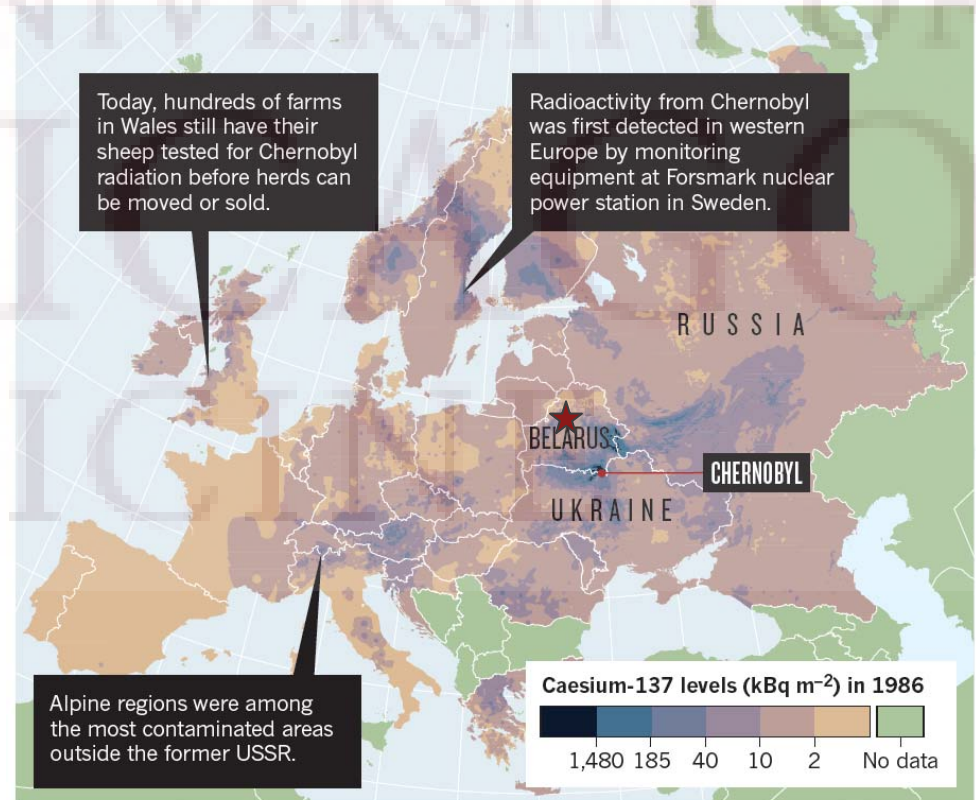 Today, hundreds of farms
in Wales still have their
sheep tested for Chernobyl
radiation before herds can
be moved or sold.
Radioactivity from Chernobyl
was first detected in western
Europe by monitoring
equipment at Forsmark nuclear
power station in Sweden.
RUSSIA
BELARUS
CHERNOBYL
UKRAINE
Alpine regions were among
the most contaminated areas
outside the former USSR.
Caesium-137 levels (kBq m⁻²) in 1986
1,480 185 40 10 2 No data